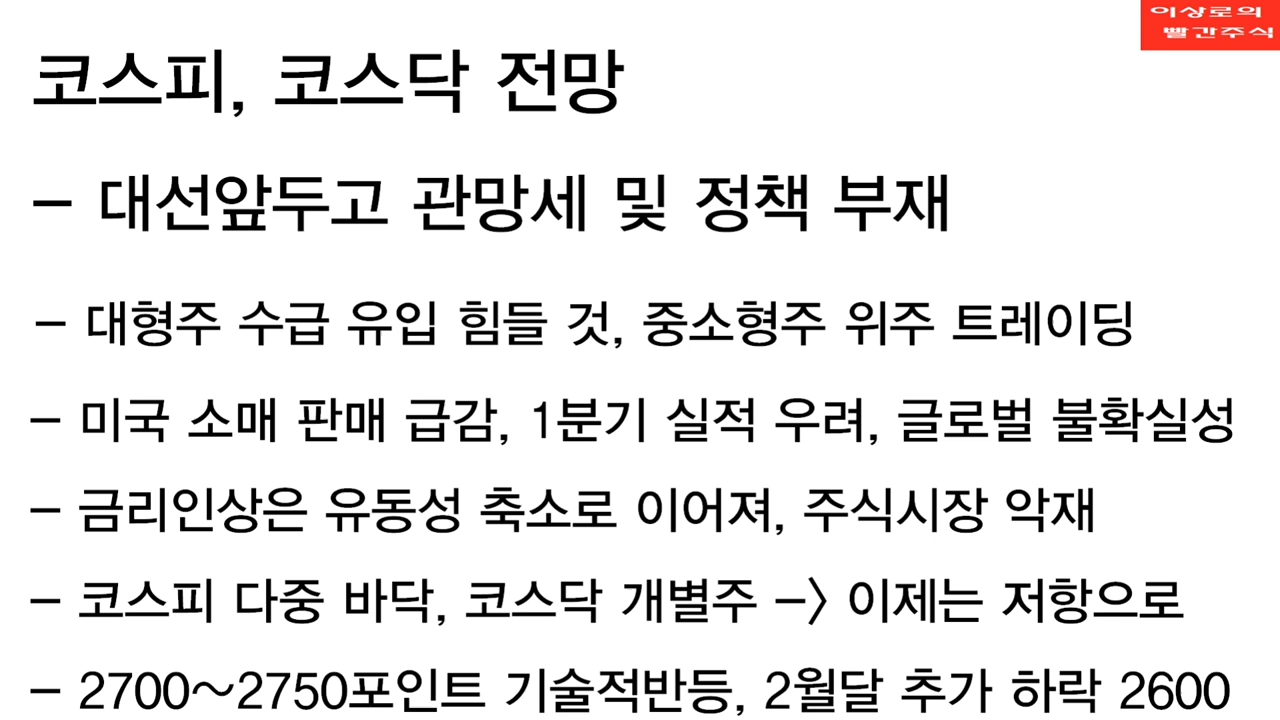 이상로의
빨간주식
코스피, 코스닥 전망
- 대선앞두고 관망세 및 정책 부재
- 대형주 수급 유입 힘들 것, 중소형주 위주 트레이딩
- 미국 소매 판매 급감, 1분기 실적 우려, 글로벌 불확실성
- 금리인상은 유동성 축소로 이어져, 주식시장 악재
- 코스피 다중 바닥, 코스닥 개별주 -> 이제는 저항으로
- 2700~2750포인트 기술적반등, 2월달 추가 하락 2600